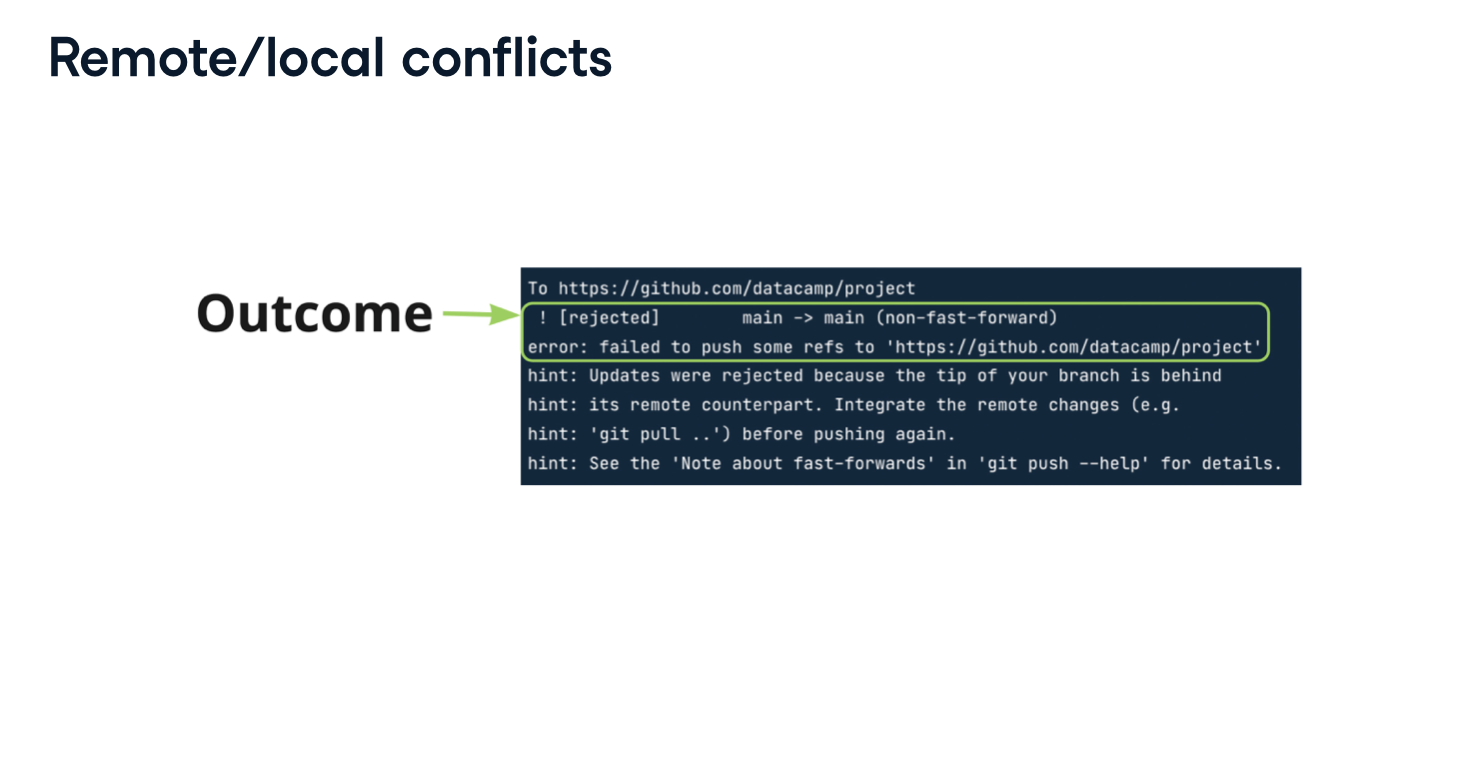 Remote/local conflicts
Outcome
To https://github.com/datacamp/project
! [rejected]        main -> main (non-fast-forward)
error: failed to push some refs to 'https://github.com/datacamp/project'
hint: Updates were rejected because the tip of your branch is behind
hint: its remote counterpart. Integrate the remote changes (e.g.
hint: 'git pull ..') before pushing again.
hint: See the 'Note about fast-forwards' in 'git push --help' for details.